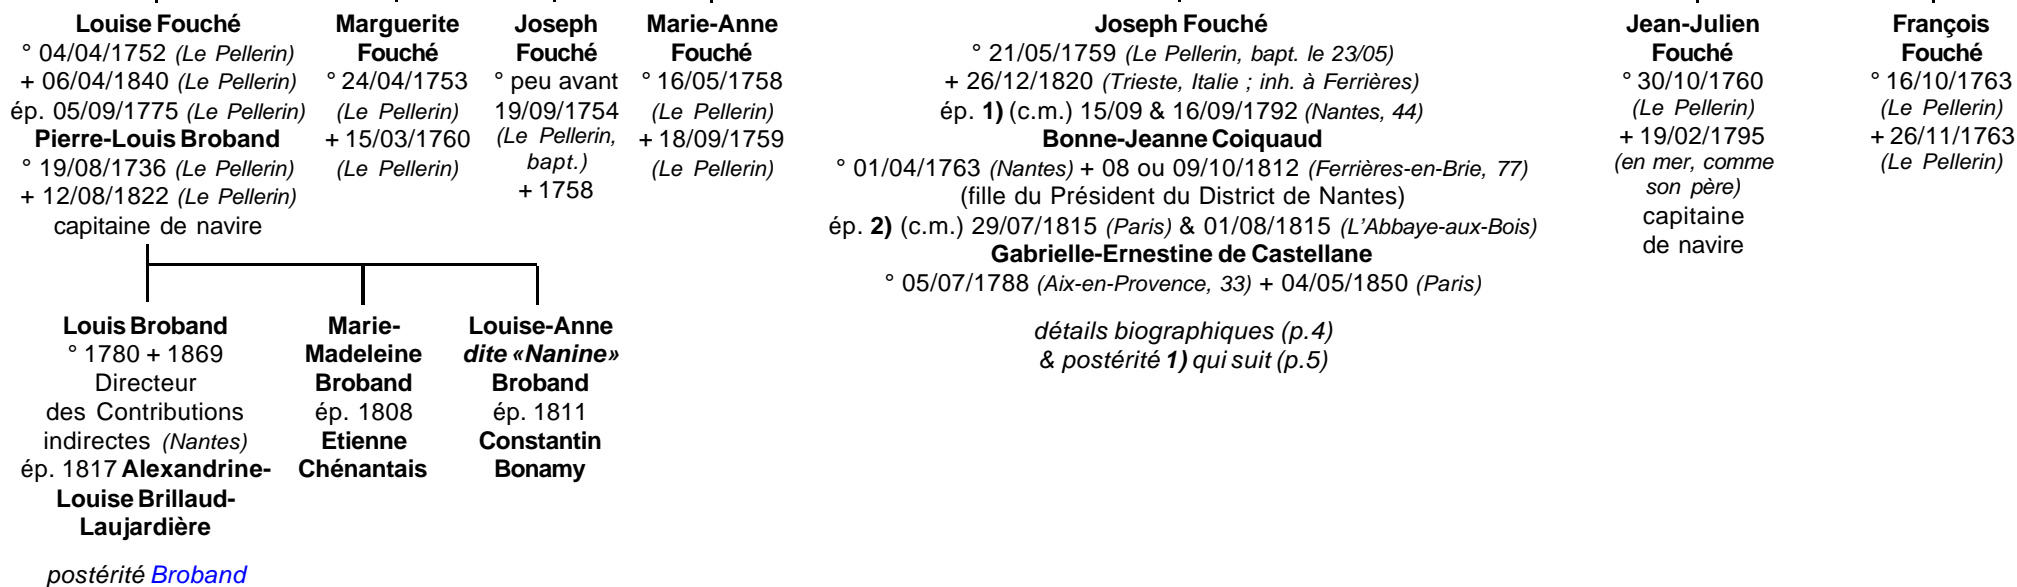 Louise Fouché
° 04/04/1752 (Le Pellerin)
+ 06/04/1840 (Le Pellerin)
ép. 05/09/1775 (Le Pellerin)
Pierre-Louis Broband
° 19/08/1736 (Le Pellerin)
+ 12/08/1822 (Le Pellerin)
capitaine de navire
Marguerite
Fouché
° 24/04/1753
(Le Pellerin)
+ 15/03/1760
(Le Pellerin)
Joseph
Fouché
° peu avant
19/09/1754
(Le Pellerin,
bapt.)
+ 1758
Marie-Anne
Fouché
° 16/05/1758
(Le Pellerin)
+ 18/09/1759
(Le Pellerin)
Joseph Fouché
° 21/05/1759 (Le Pellerin, bapt. le 23/05)
+ 26/12/1820 (Trieste, Italie ; inh. à Ferrières)
ép. 1) (c.m.) 15/09 & 16/09/1792 (Nantes, 44)
Bonne-Jeanne Coiquaud
° 01/04/1763 (Nantes) + 08 ou 09/10/1812 (Ferrières-en-Brie, 77)
(fille du Président du District de Nantes)
ép. 2) (c.m.) 29/07/1815 (Paris) & 01/08/1815 (L'Abbaye-aux-Bois)
Gabrielle-Ernestine de Castellane
° 05/07/1788 (Aix-en-Provence, 33) + 04/05/1850 (Paris)
détails biographiques (p.4)
& postérité 1) qui suit (p.5)
Jean-Julien
Fouché
° 30/10/1760
(Le Pellerin)
+ 19/02/1795
(en mer, comme
son père)
capitaine
de navire
François
Fouché
° 16/10/1763
(Le Pellerin)
+ 26/11/1763
(Le Pellerin)
Louis Broband
° 1780 + 1869
Directeur
des Contributions
indirectes (Nantes)
ép. 1817 Alexandrine-
Louise Brillaud-
Laujardière
postérité Broband
Marie-
Madeleine
Broband
ép. 1808
Etienne
Chénantais
Louise-Anne
dite «Nanine»
Broband
ép. 1811
Constantin
Bonamy